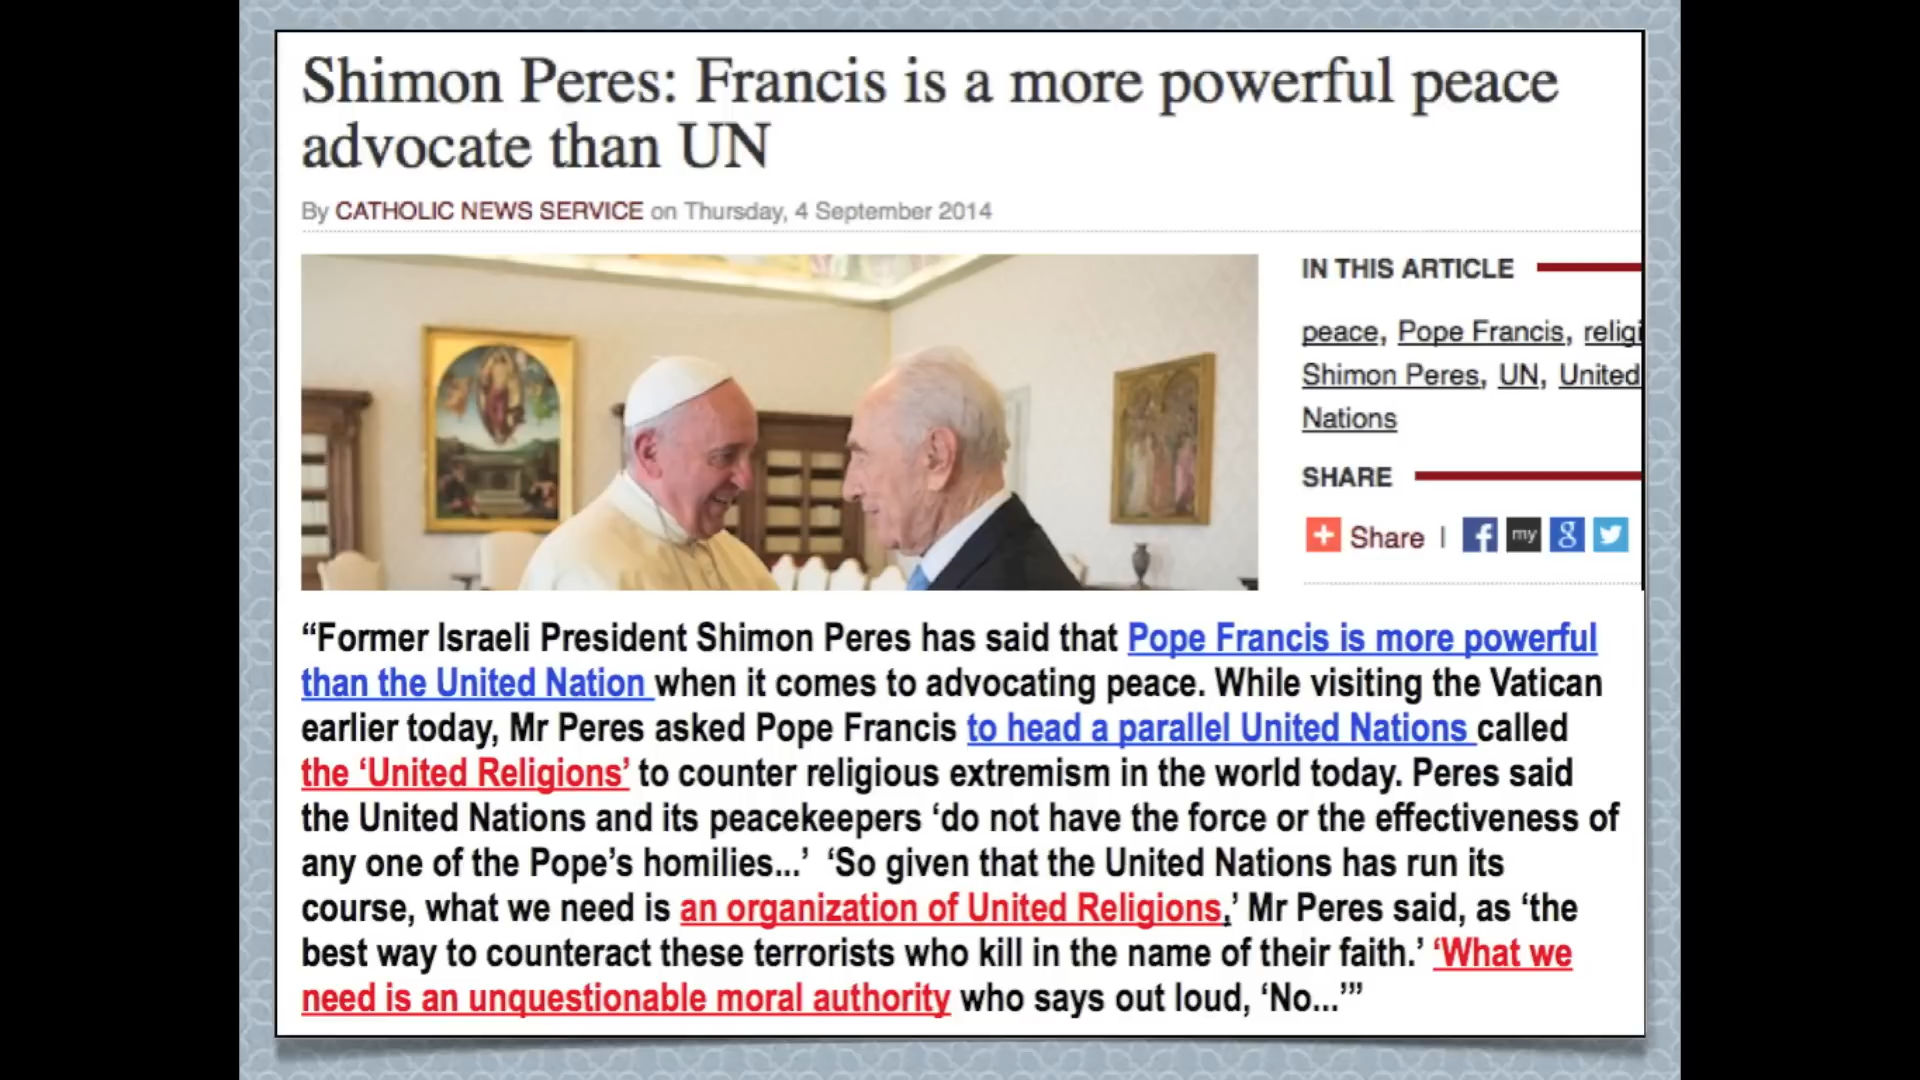 Shimon Peres: Francis is a more powerful peace
advocate than UN
By CATHOLIC NEWS SERVICE on Thursday, 4 September 2014
IN THIS ARTICLE
peace, Pope Francis, religi
Shimon Peres, UN, United
Nations
SHARE
Share | f my g
“Former Israeli President Shimon Peres has said that Pope Francis is more powerful
than the United Nation when it comes to advocating peace. While visiting the Vatican
earlier today, Mr Peres asked Pope Francis to head a parallel United Nations called
the ‘United Religions’ to counter religious extremism in the world today. Peres said
the United Nations and its peacekeepers ‘do not have the force or the effectiveness of
any one of the Pope’s homilies...’ ‘So given that the United Nations has run its
course, what we need is an organization of United Religions,’ Mr Peres said, as ‘the
best way to counteract these terrorists who kill in the name of their faith.’ ‘What we
need is an unquestionable moral authority who says out loud, ‘No...’”